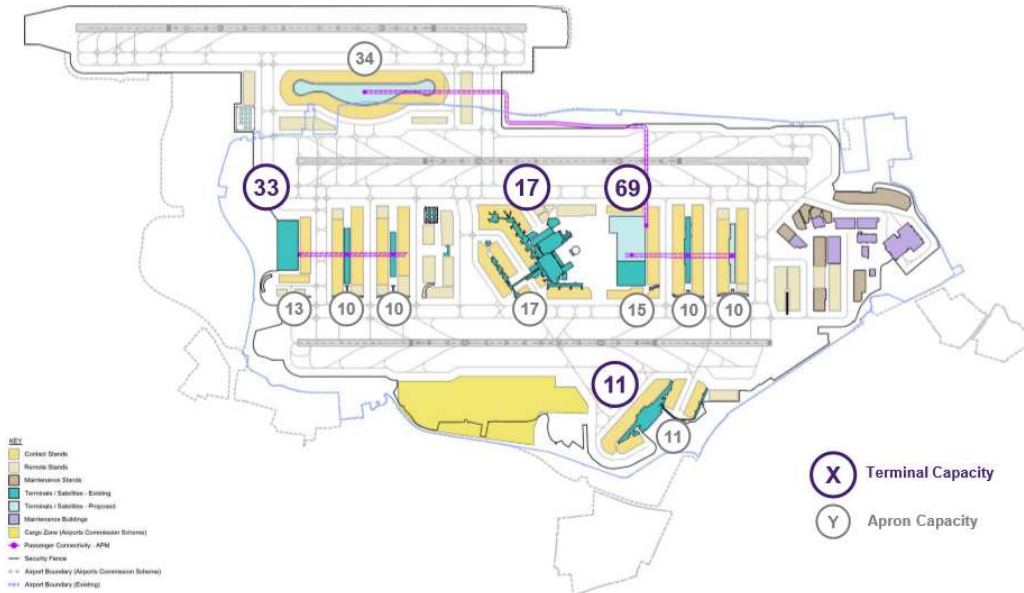 34
33
17
69
13
10
10
17
15
10
10
11
11
KEY
Contact Stands
Remote Stands
Maintenance Stands
Terminals / Satellites - Existing
Terminals / Satellites - Proposed
Maintenance Buildings
Cargo Zone (Airports Commission Scheme)
Passenger Connectivity - APM
Security Fence
Airport Boundary (Airports Commission Scheme)
Airport Boundary (Existing)
X Terminal Capacity
Y Apron Capacity